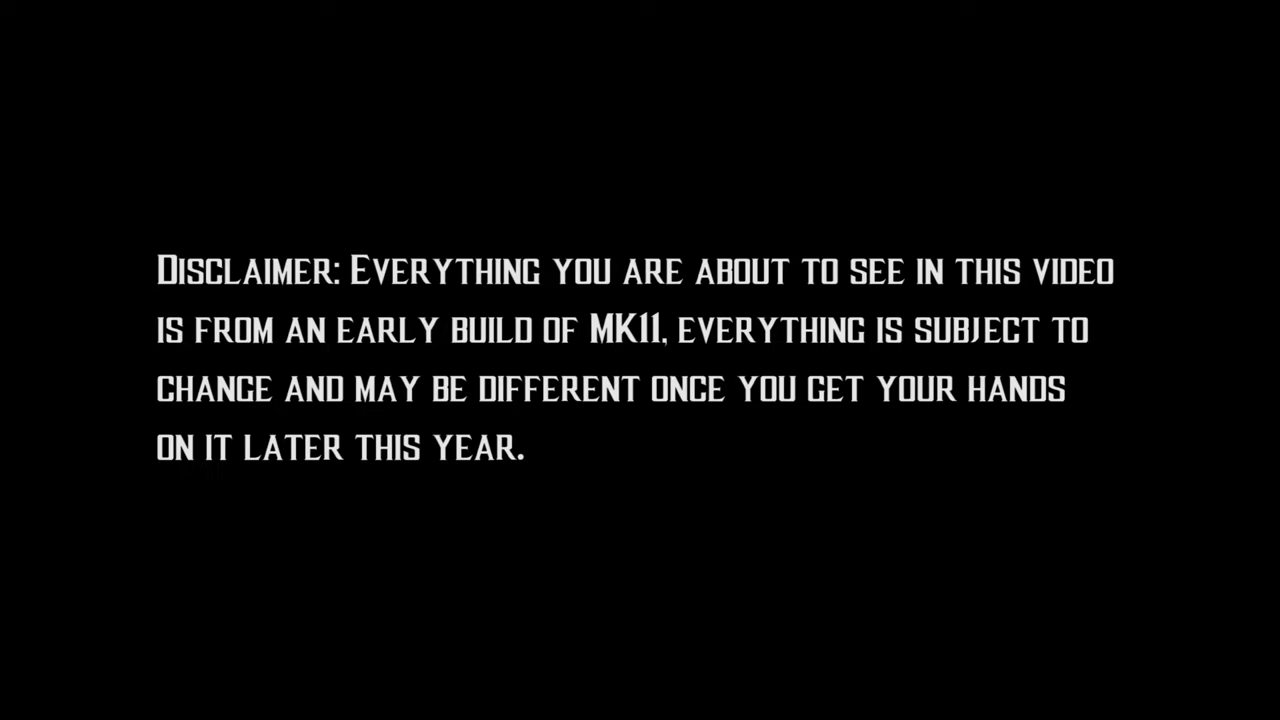 Disclaimer: Everything you are about to see in this video
is from an early build of MK11, everything is subject to
change and may be different once you get your hands
on it later this year.